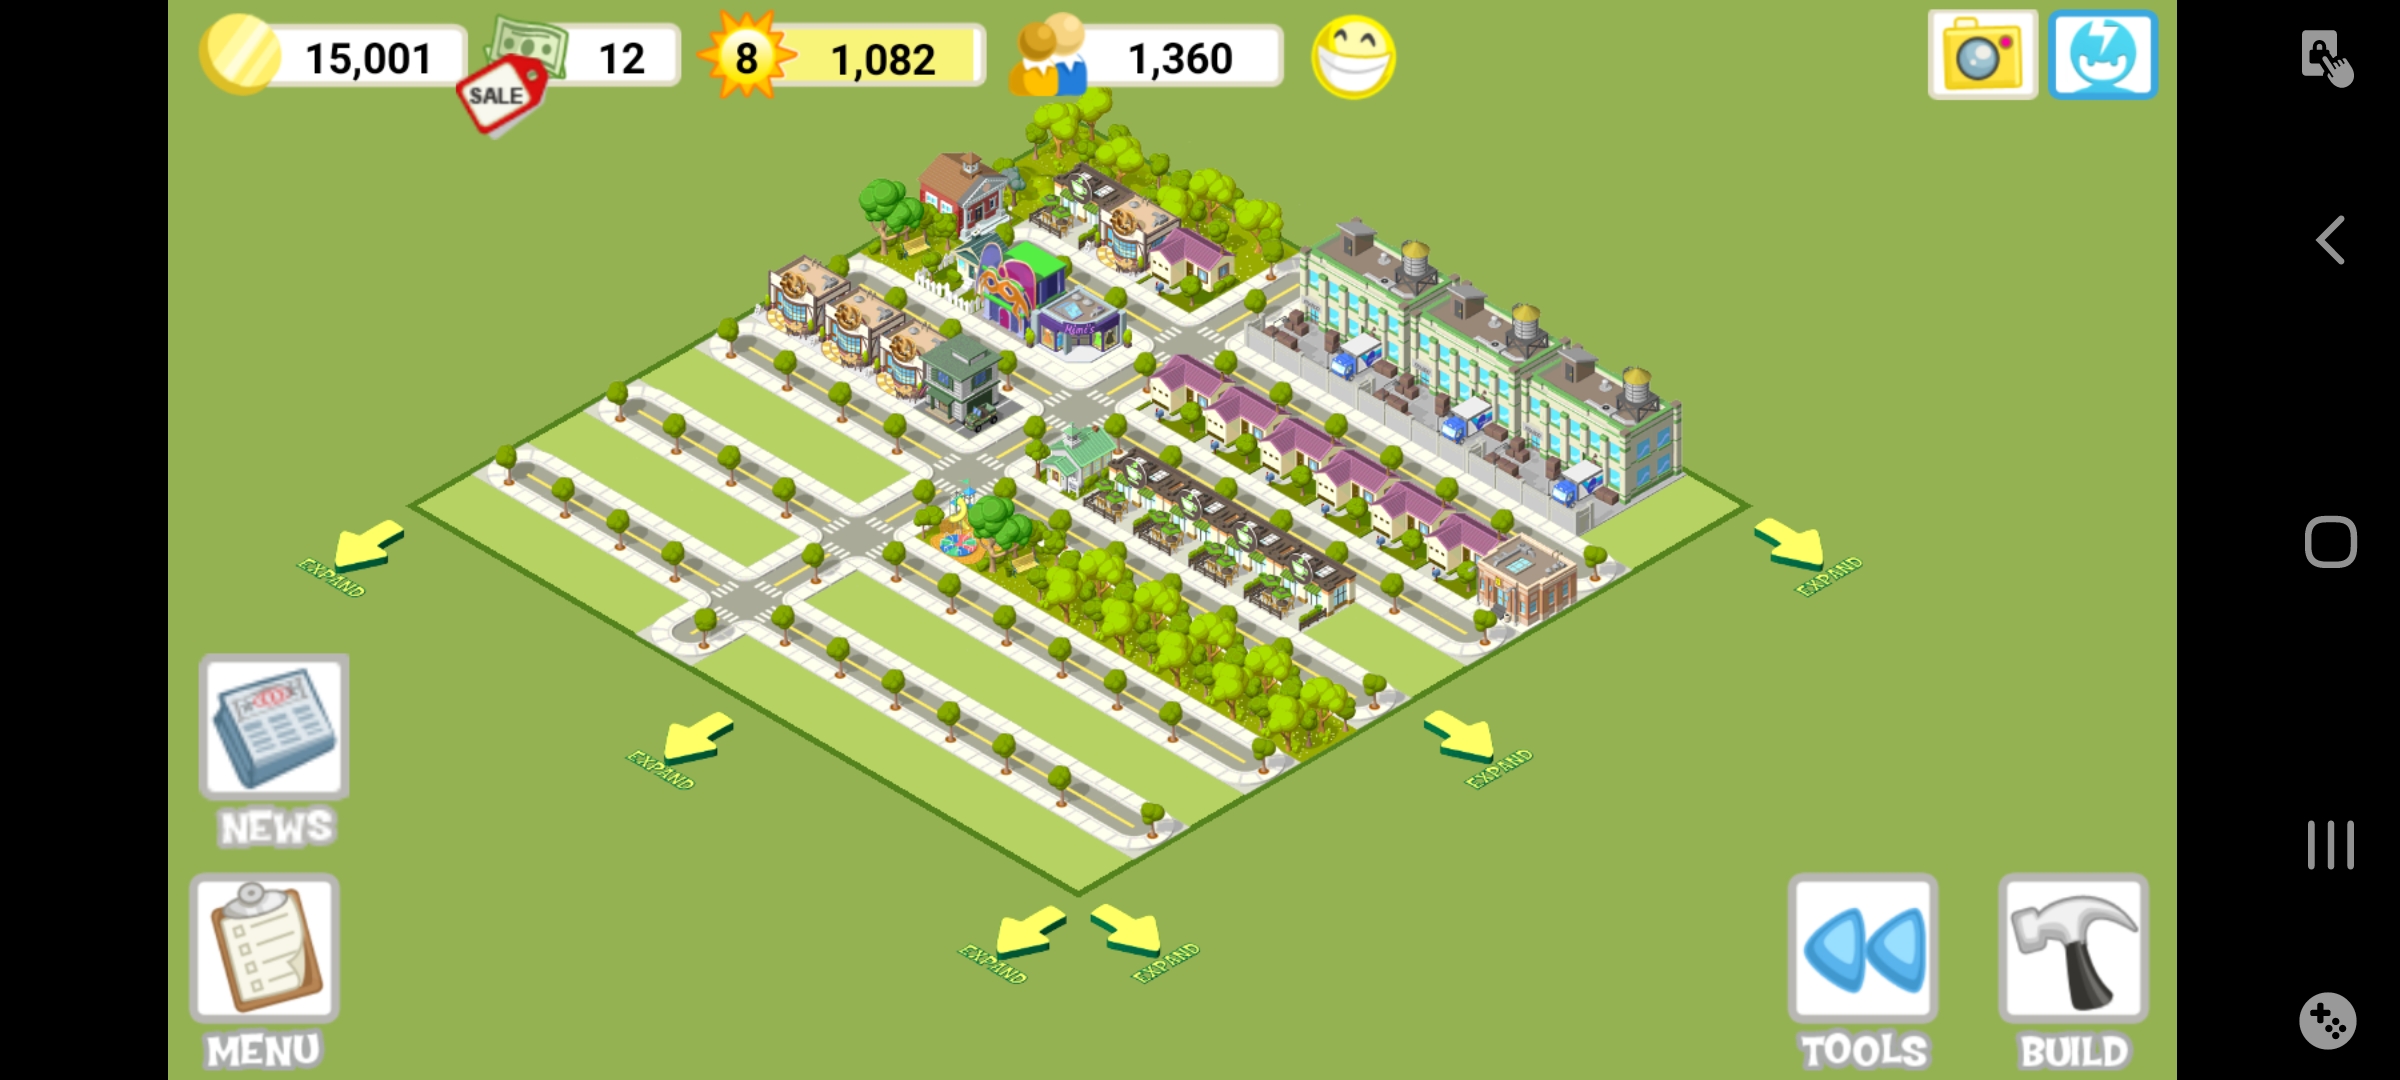 15,001
SALE
12
8
1,082
1,360
Mimi's
EXPAND
EXPAND
EXPAND
EXPAND
EXPAND
EXPAND
NEWS
MENU
TOOLS
BUILD